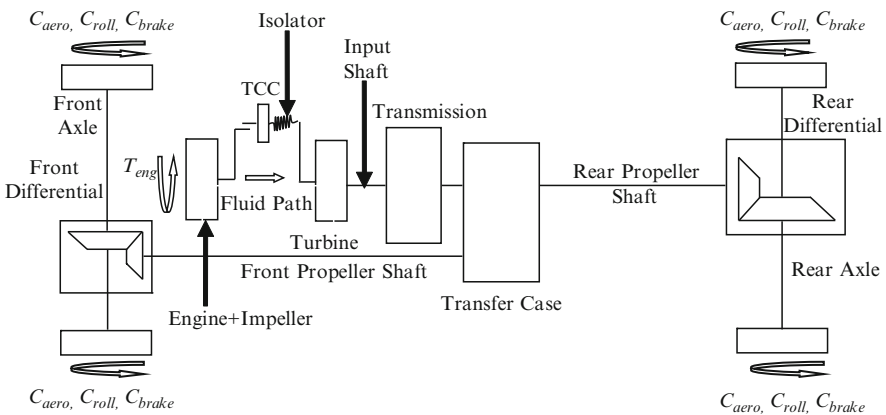 C_aero, C_roll, C_brake
Isolator
C_aero, C_roll, C_brake
Input
Shaft
TCC
Transmission
Front
Axle
Rear
Differential
Front
Differential
T_eng
Fluid Path
Rear Propeller
Shaft
Turbine
Front Propeller Shaft
Rear Axle
Transfer Case
Engine+Impeller
C_aero, C_roll, C_brake
C_aero, C_roll, C_brake